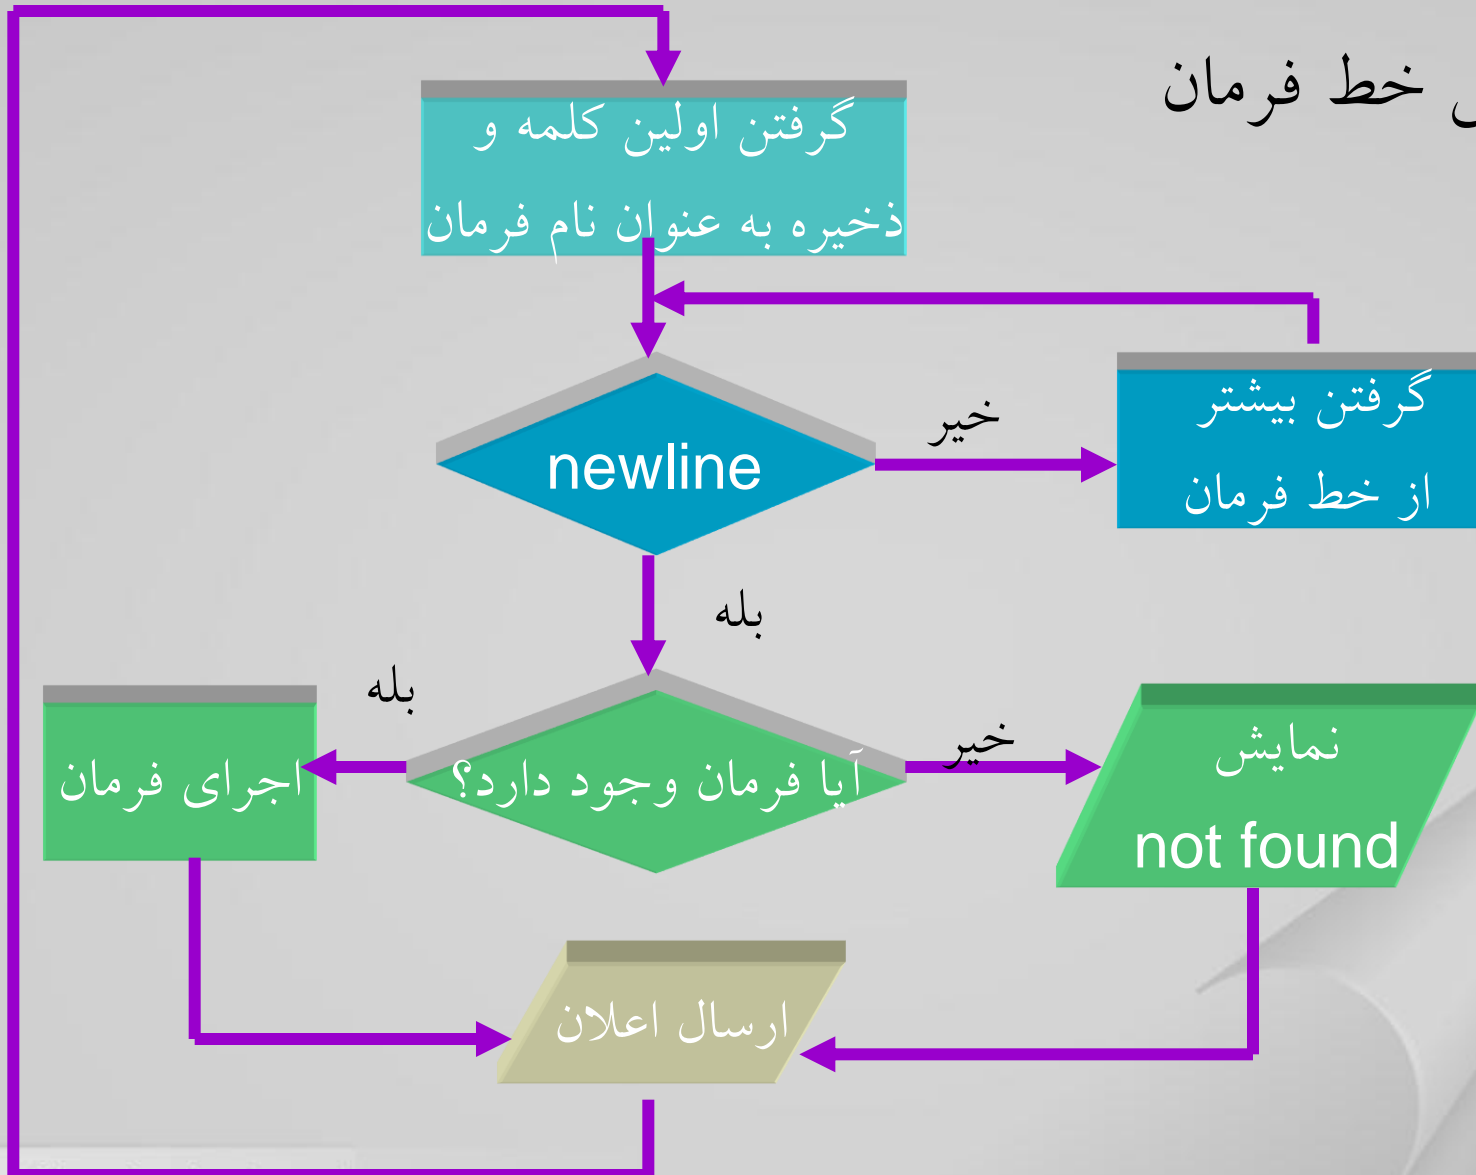 خط فرمان
گرفتن اولین کلمه و
ذخیره به عنوان نام فرمان
newline
خیر
گرفتن بیشتر
از خط فرمان
بله
بله
اجرای فرمان
آیا فرمان وجود دارد؟
خیر
نمایش
not found
ارسال اعلان